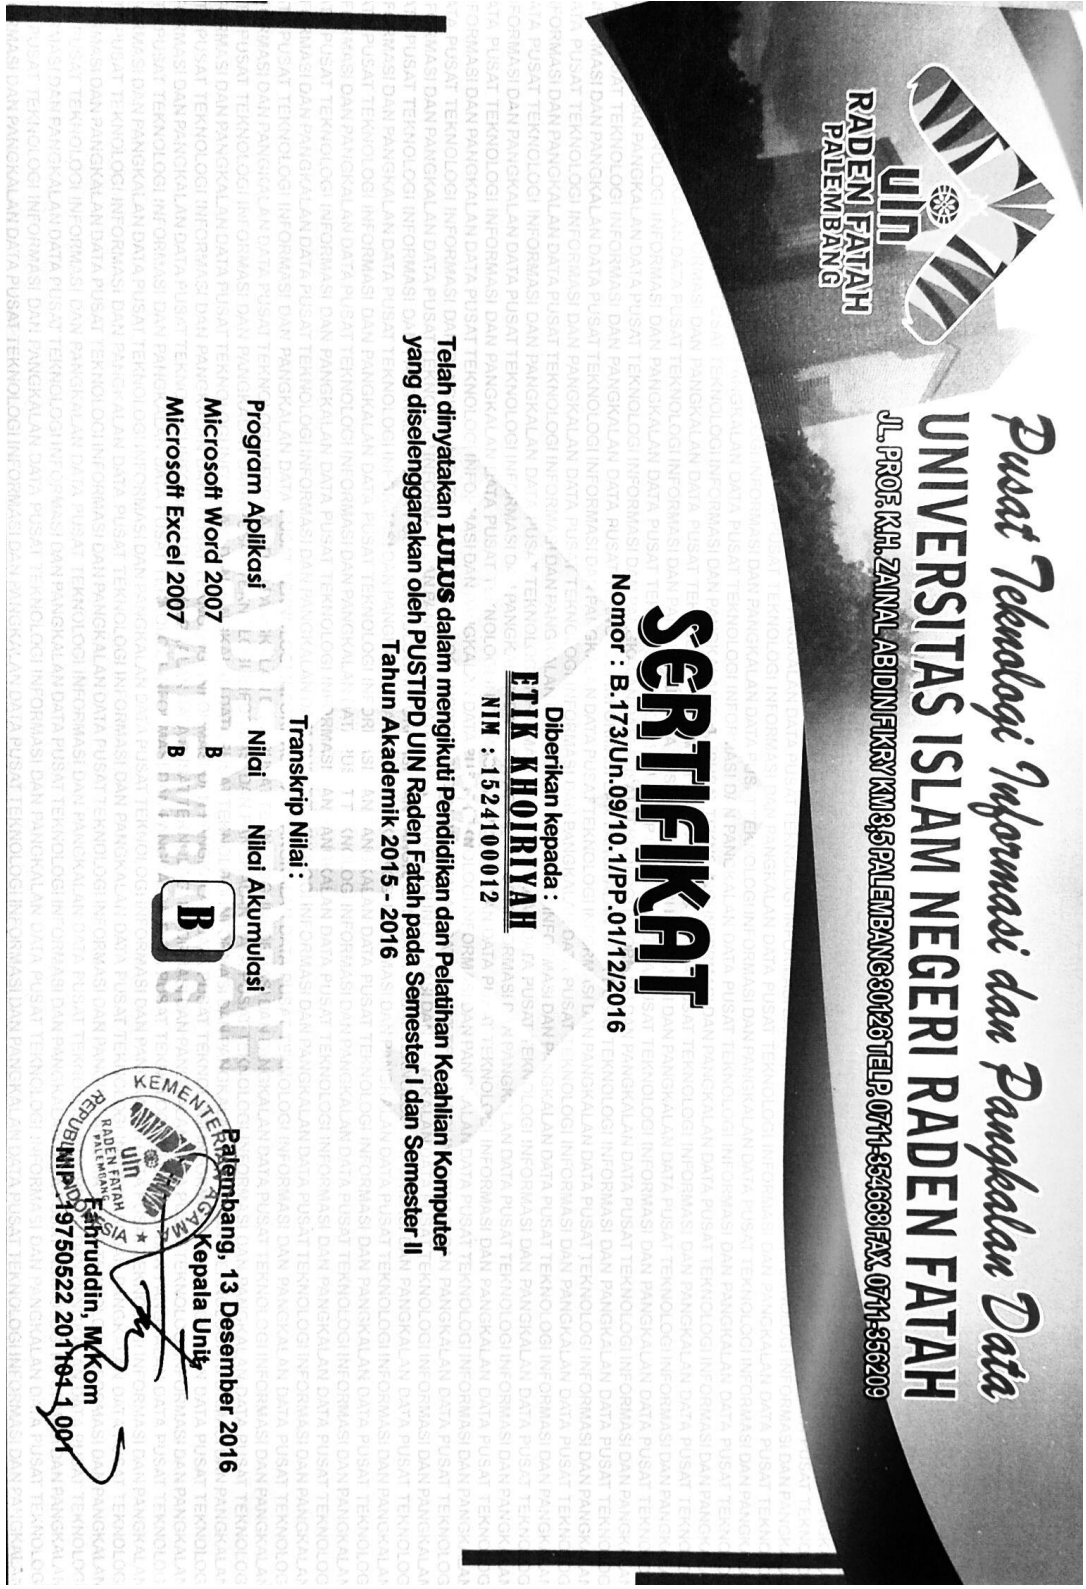 Pusat Teknologi Informasi dan Pangkalan Data
UNIVERSITAS ISLAM NEGERI RADEN FATAH
JL. PROF. K.H. ZAINAL ABIDIN FIKRY KM 3,5 PALEMBANG 30126 TELP. 0711-354668 FAX. 0711-356209
uin
RADEN FATAH
PALEMBANG
SERTIFIKAT
Nomor : B.173/Un.09/10.1/PP.01/12/2016
Diberikan kepada :
ETIK KHOIRIYAH
NIM : 1524100012
Telah dinyatakan LULUS dalam mengikuti Pendidikan dan Pelatihan Keahlian Komputer
yang diselenggarakan oleh PUSTIPD UIN Raden Fatah pada Semester I dan Semester II
Tahun Akademik 2015 - 2016
Transkrip Nilai :
Program Aplikasi Nilai Nilai Akumulasi
Microsoft Word 2007 B
Microsoft Excel 2007 B
B
Palembang, 13 Desember 2016
Kepala Unit
KEMENTERIAN AGAMA
REPUBLIK INDONESIA
uin
RADEN FATAH
PALEMBANG
Fahruddin, M.Kom
NIP. 19750522 201101 1 001